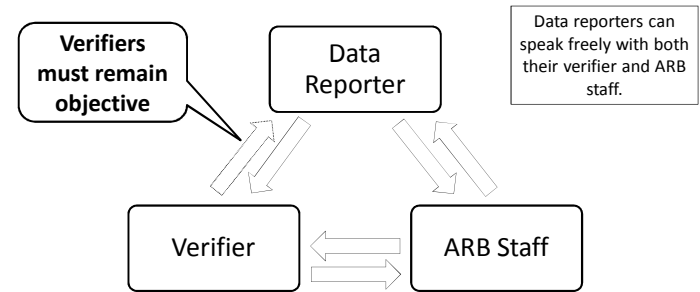 Verifiers
must remain
objective
Data
Reporter
Data reporters can
speak freely with both
their verifier and ARB
staff.
Verifier
ARB Staff